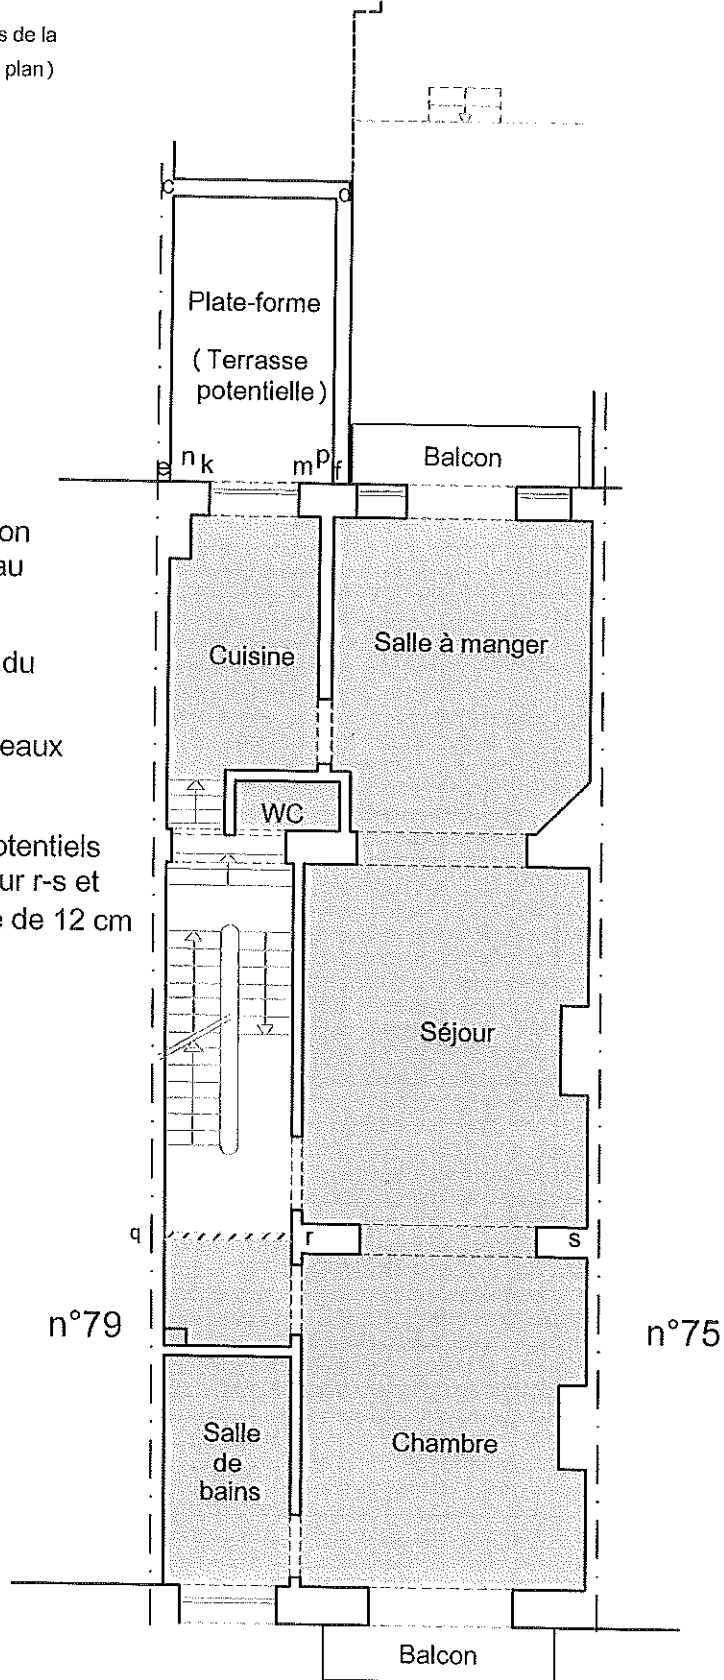 s de la
plan)
c
d
Plate-forme
( Terrasse
potentielle )
e
n
k
m
p
f
Balcon
on
au
du
eaux
otentiels
ur r-s et
e de 12 cm
Cuisine
Salle à manger
WC
Séjour
q
r
s
n°79
n°75
Salle
de
bains
Chambre
Balcon